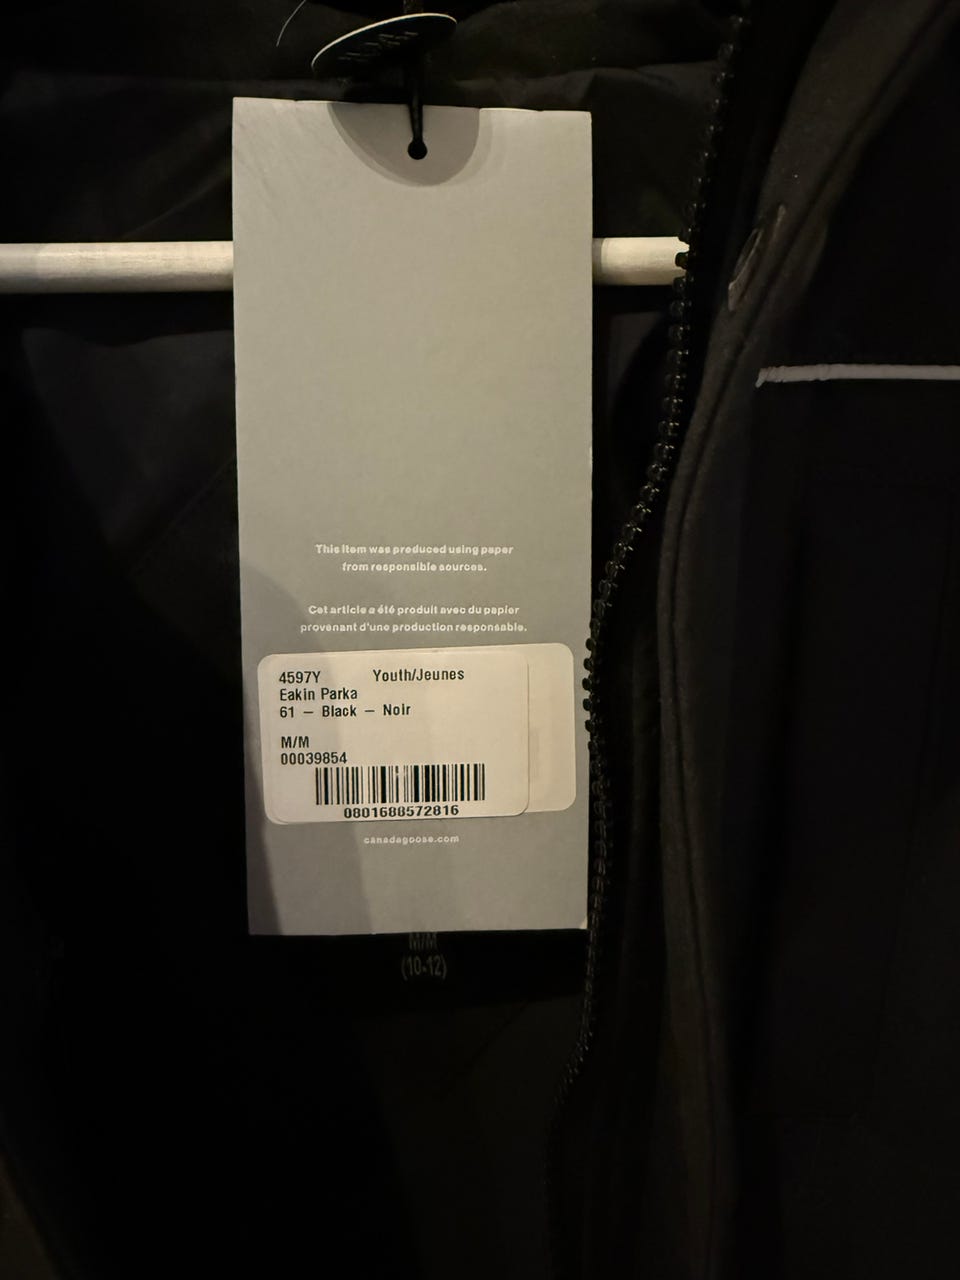 This item was produced using paper
from responsible sources.
Cet article a été produit avec du papier
provenant d'une production responsable.
4597Y Youth/Jeunes
Eakin Parka
61 – Black – Noir
M/M
00039854
0801688572816
canadagoose.com
M/M
(10-12)